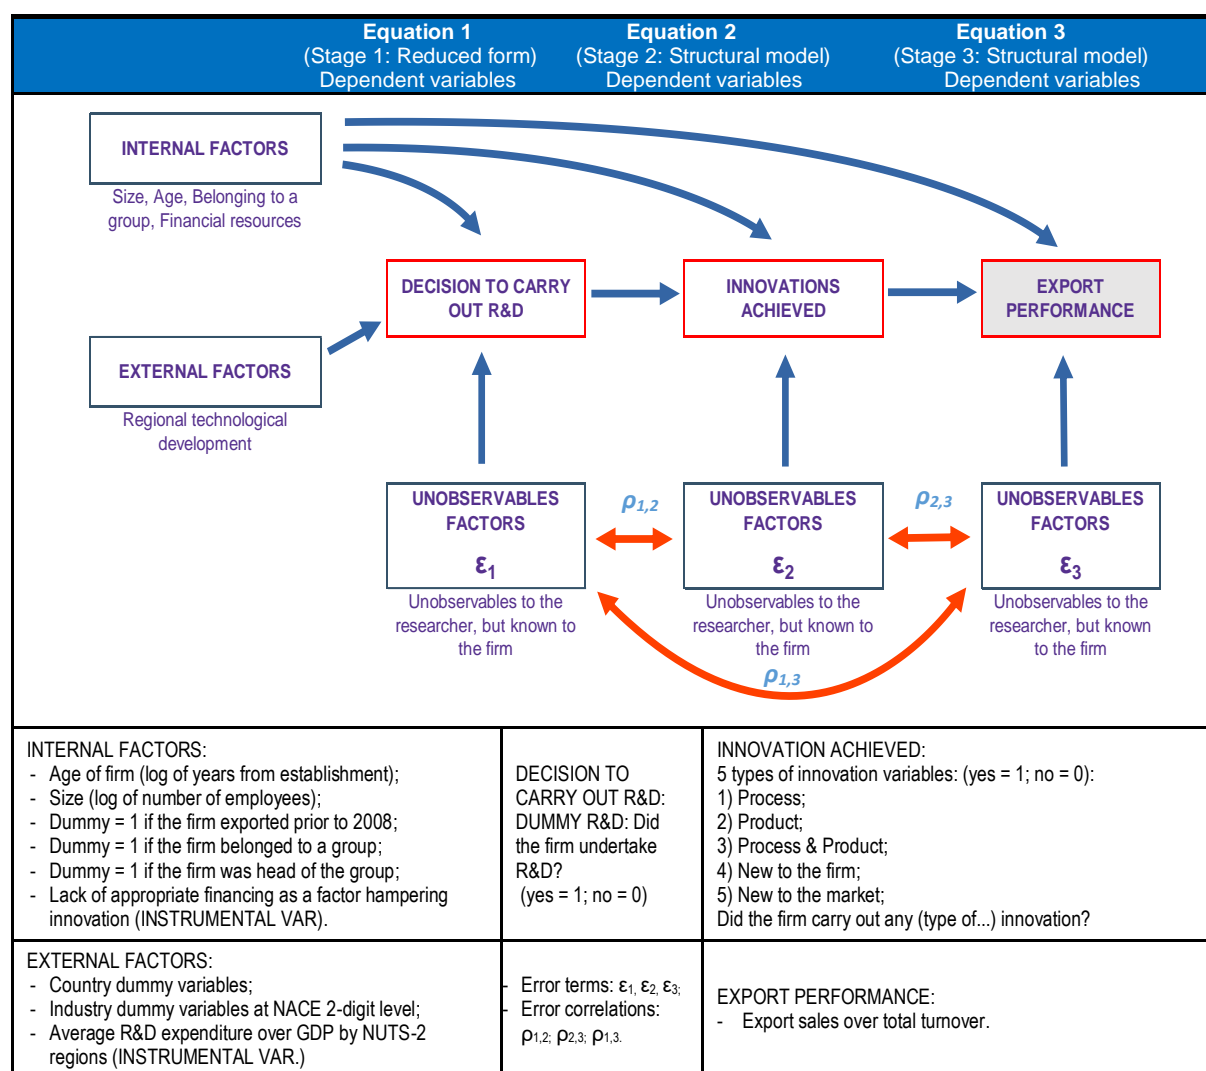 Equation 1
(Stage 1: Reduced form)
Dependent variables
Equation 2
(Stage 2: Structural model)
Dependent variables
Equation 3
(Stage 3: Structural model)
Dependent variables
INTERNAL FACTORS
Size, Age, Belonging to a
group, Financial resources
DECISION TO CARRY
OUT R&D
INNOVATIONS
ACHIEVED
EXPORT
PERFORMANCE
EXTERNAL FACTORS
Regional technological
development
UNOBSERVABLES
FACTORS
ε1
Unobservables to the
researcher, but known to
the firm
ρ1,2
UNOBSERVABLES
FACTORS
ε2
Unobservables to the
researcher, but known to
the firm
ρ2,3
UNOBSERVABLES
FACTORS
ε3
Unobservables to the
researcher, but known
to the firm
ρ1,3
INTERNAL FACTORS:
- Age of firm (log of years from establishment);
- Size (log of number of employees);
- Dummy = 1 if the firm exported prior to 2008;
- Dummy = 1 if the firm belonged to a group;
- Dummy = 1 if the firm was head of the group;
- Lack of appropriate financing as a factor hampering
innovation (INSTRUMENTAL VAR).
DECISION TO
CARRY OUT R&D:
DUMMY R&D: Did
the firm undertake
R&D?
(yes = 1; no = 0)
INNOVATION ACHIEVED:
5 types of innovation variables: (yes = 1; no = 0):
1) Process;
2) Product;
3) Process & Product;
4) New to the firm;
5) New to the market;
Did the firm carry out any (type of...) innovation?
EXTERNAL FACTORS:
- Country dummy variables;
- Industry dummy variables at NACE 2-digit level;
- Average R&D expenditure over GDP by NUTS-2
regions (INSTRUMENTAL VAR.)
- Error terms: ε1, ε2, ε3;
- Error correlations:
ρ1,2; ρ2,3; ρ1,3.
EXPORT PERFORMANCE:
- Export sales over total turnover.